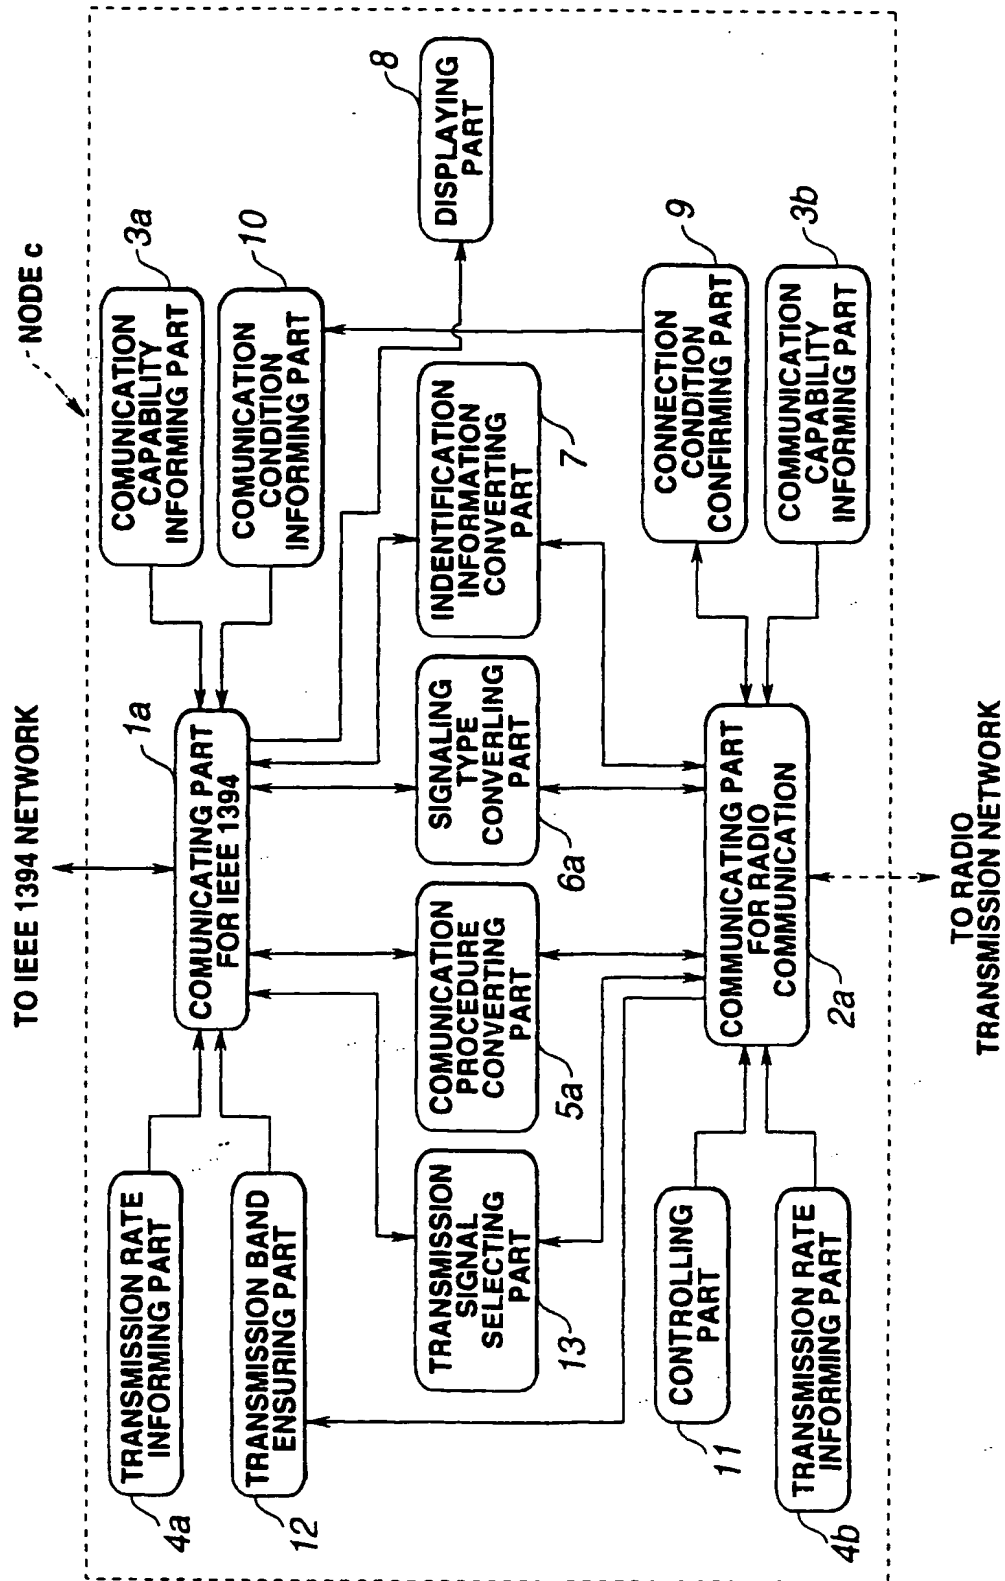 TO IEEE 1394 NETWORK
NODE c
4a
TRANSMISSION RATE
INFORMING PART
12
TRANSMISSION BAND
ENSURING PART
1a
COMUNICATING PART
FOR IEEE 1394
3a
COMUNICATION
CAPABILITY
INFORMING PART
10
COMUNICATION
CONDITION
INFORMING PART
8
DISPLAYING
PART
13
TRANSMISSION
SIGNAL
SELECTING
PART
5a
COMUNICATION
PROCEDURE
CONVERTING
PART
6a
SIGNALING
TYPE
CONVERLING
PART
7
INDENTIFICATION
INFORMATION
CONVERTING
PART
11
CONTROLLING
PART
4b
TRANSMISSION RATE
INFORMING PART
2a
COMMUNICATING PART
FOR RADIO
COMMUNICATION
9
CONNECTION
CONDITION
CONFIRMING PART
3b
COMMUNICATION
CAPABILITY
INFORMING PART
TO RADIO
TRANSMISSION NETWORK